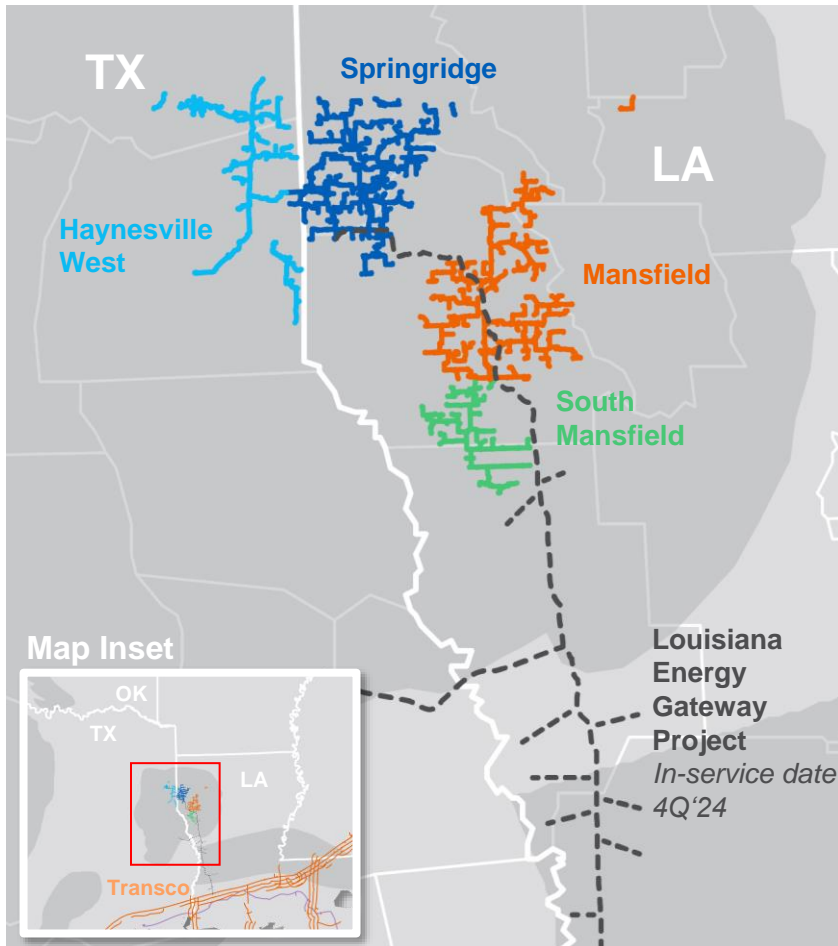 TX
Springridge
LA
Haynesville
West
Mansfield
South
Mansfield
Louisiana
Energy
Gateway
Project
In-service date
4Q‘24
Map Inset
OK
TX
LA
Transco